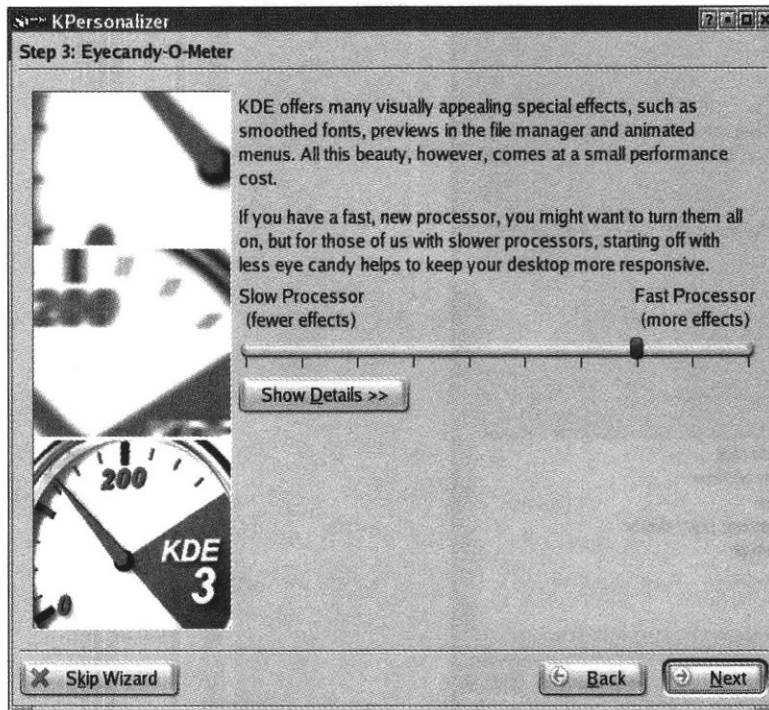 KPersonalizer
Step 3: Eyecandy-O-Meter
KDE offers many visually appealing special effects, such as
smoothed fonts, previews in the file manager and animated
menus. All this beauty, however, comes at a small performance
cost.
If you have a fast, new processor, you might want to turn them all
on, but for those of us with slower processors, starting off with
less eye candy helps to keep your desktop more responsive.
Slow Processor
(fewer effects)
Fast Processor
(more effects)
Show Details >>
200
200
KDE
3
0
Skip Wizard
Back
Next